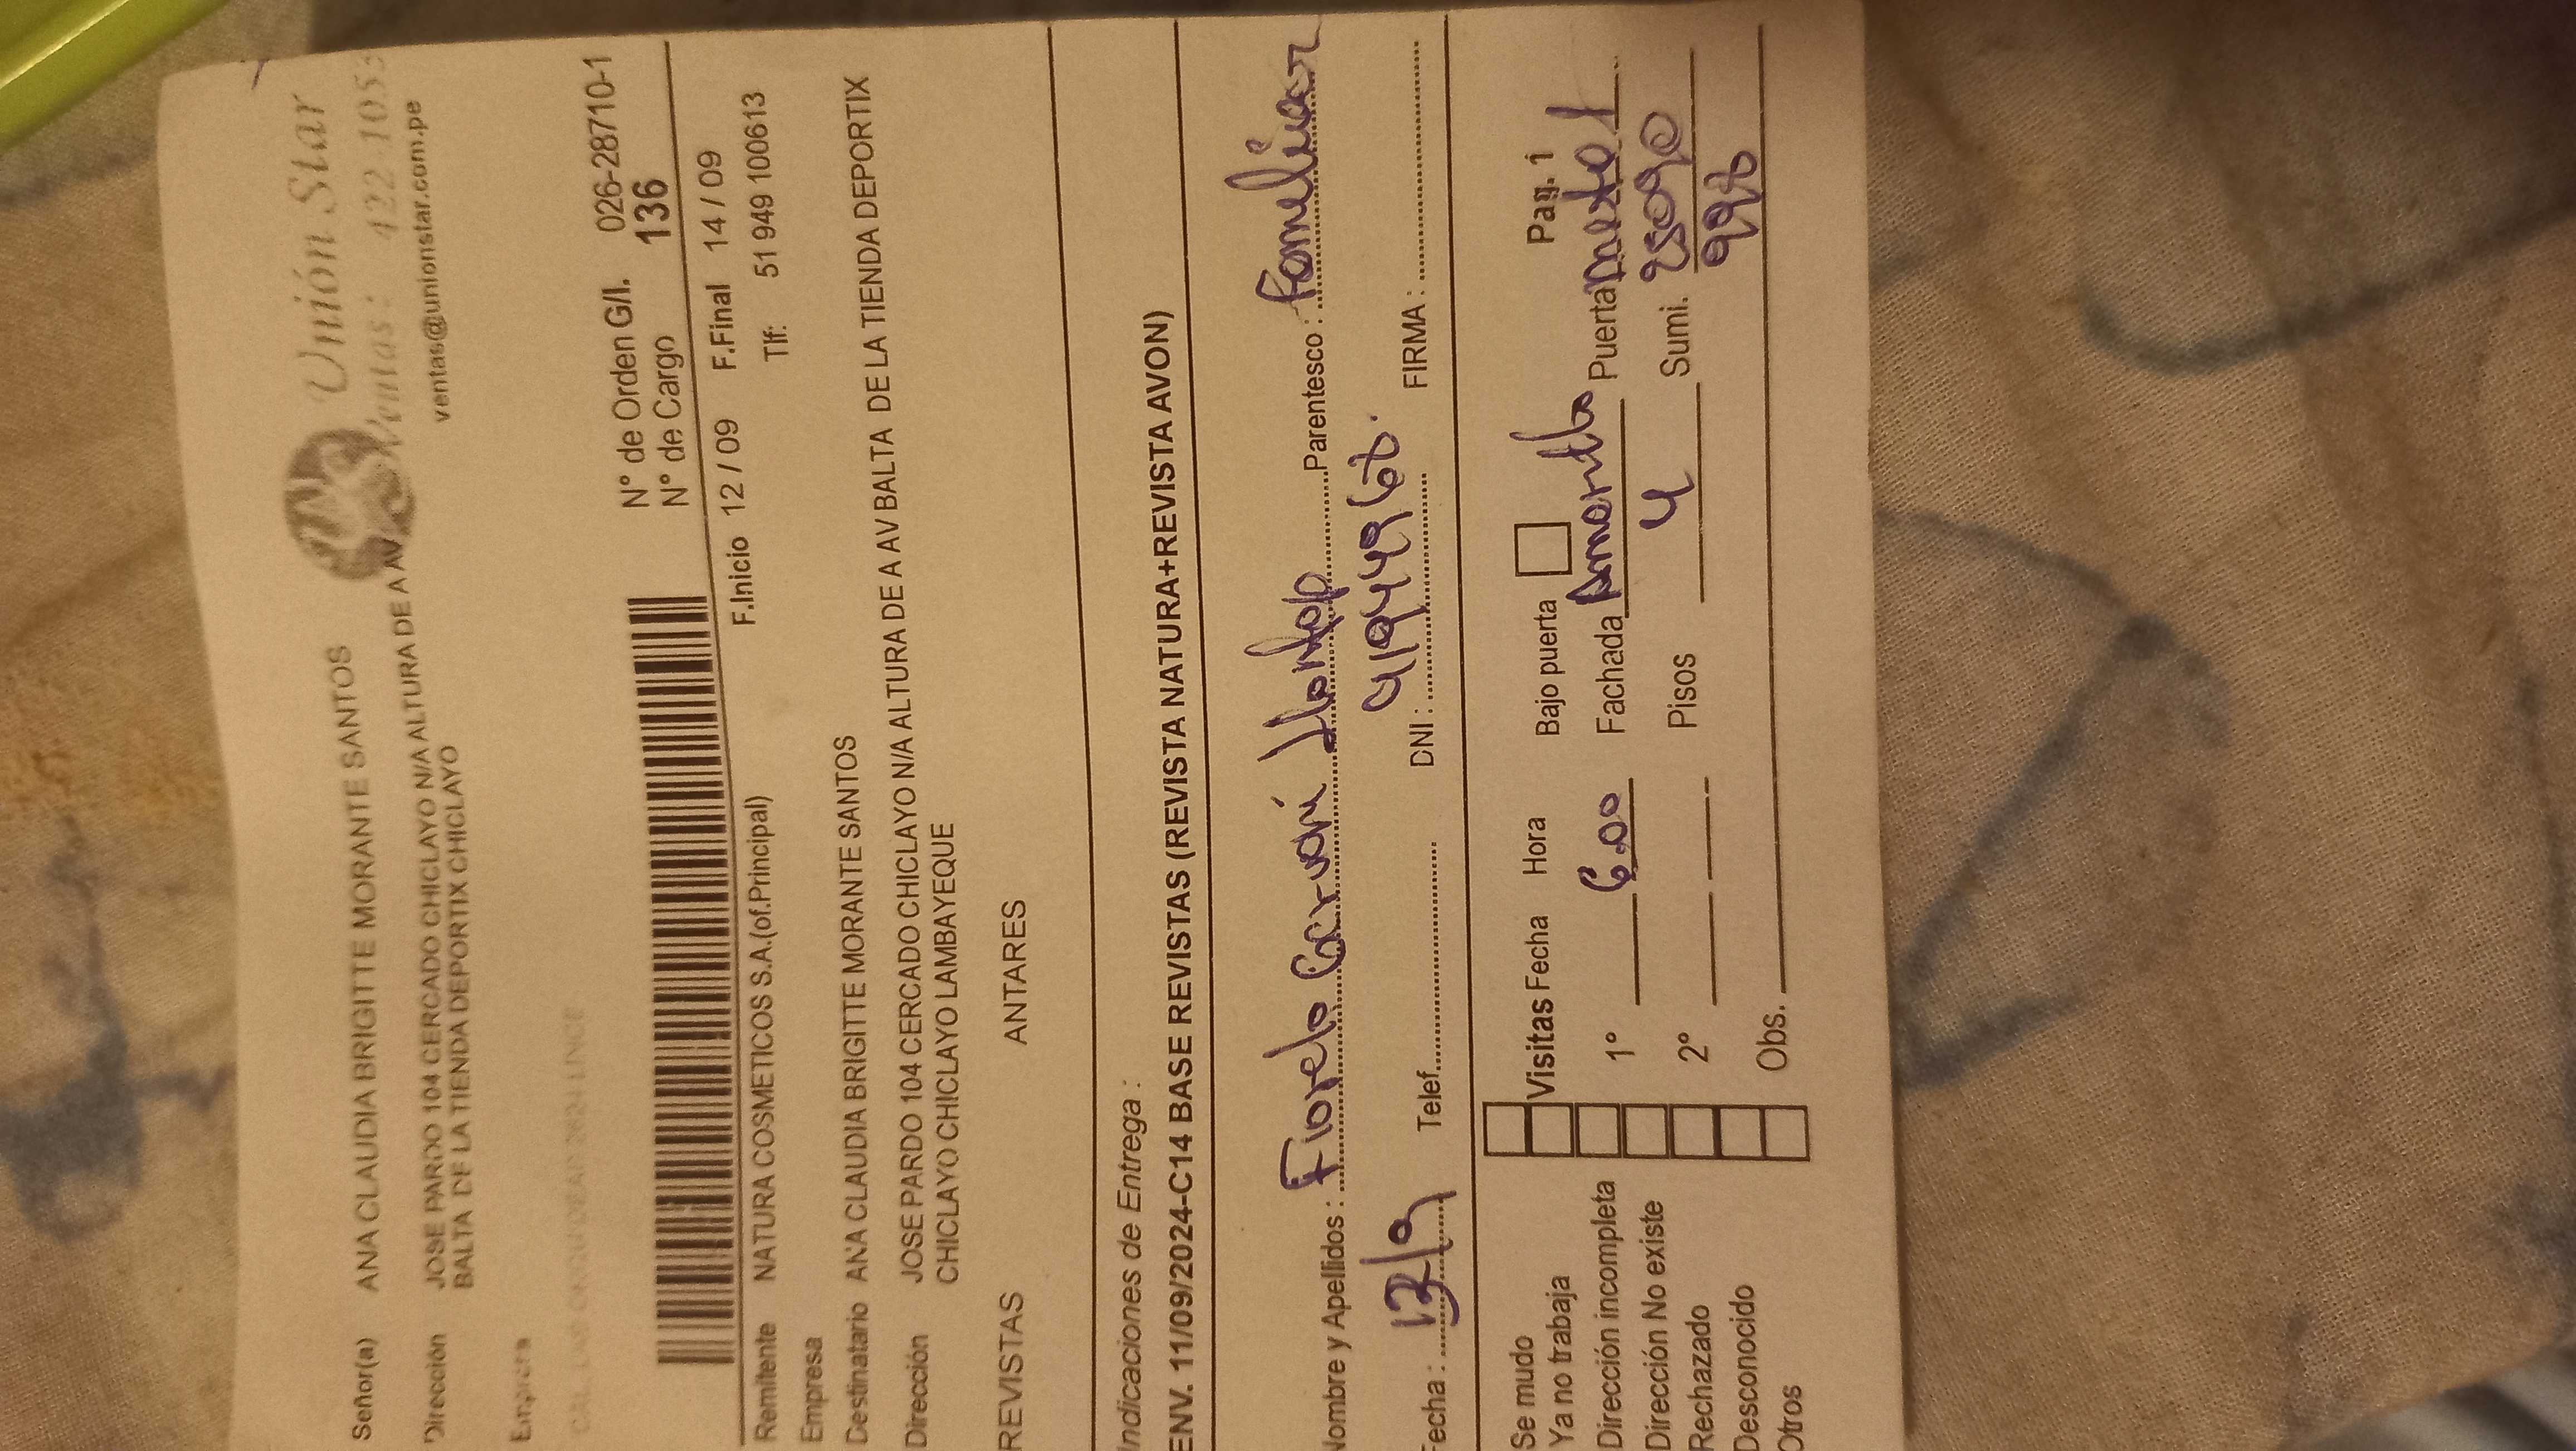 Unión Star
Ventas: 422-105
ventas@unionstar.com.pe
Señor(a) ANA CLAUDIA BRIGITTE MORANTE SANTOS
Dirección JOSE PARDO 104 CERCADO CHICLAYO N/A ALTURA DE A AV
BALTA DE LA TIENDA DEPORTIX CHICLAYO
Empresa
N° de Orden G/I. 026-28710-1
N° de Cargo 136
F.Inicio 12 / 09 F.Final 14 / 09
Remitente NATURA COSMETICOS S.A.(of.Principal) Tlf: 51 949 100613
Empresa
Destinatario ANA CLAUDIA BRIGITTE MORANTE SANTOS
Dirección JOSE PARDO 104 CERCADO CHICLAYO N/A ALTURA DE A AV BALTA DE LA TIENDA DEPORTIX
CHICLAYO CHICLAYO LAMBAYEQUE
REVISTAS ANTARES
Indicaciones de Entrega :
ENV. 11/09/2024-C14 BASE REVISTAS (REVISTA NATURA+REVISTA AVON)
Nombre y Apellidos : Fiorela Parentesco : Familiar
Fecha : 13/9 Telef. DNI : FIRMA :
Se mudo
Ya no trabaja Visitas Fecha Hora Bajo puerta Pag. 1
Dirección incompleta 1° 6.00 Fachada Puerta metal
Dirección No existe
Rechazado 2° Pisos 4 Sumi.
Desconocido
Otros Obs.